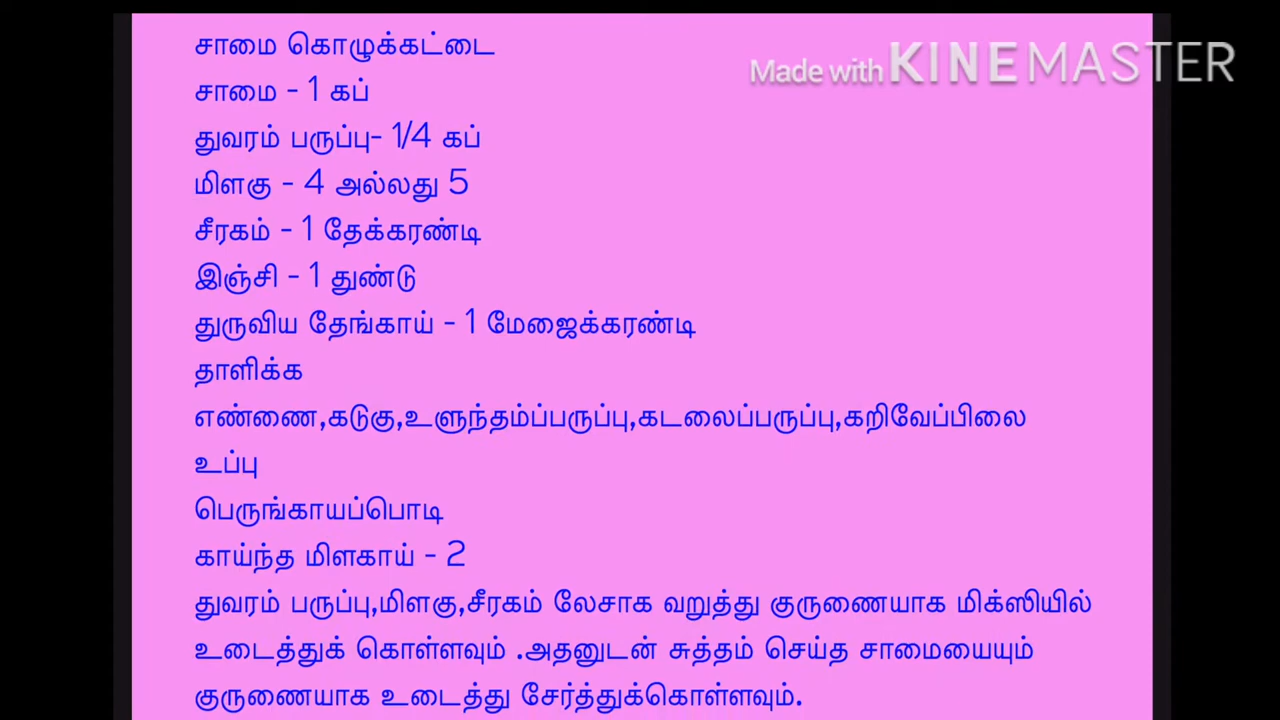 சாமை கொழுக்கட்டை
Made with KINEMASTER
சாமை - 1 கப்
துவரம் பருப்பு- 1/4 கப்
மிளகு - 4 அல்லது 5
சீரகம் - 1 தேக்கரண்டி
இஞ்சி - 1 துண்டு
துருவிய தேங்காய் - 1 மேஜைக்கரண்டி
தாளிக்க
எண்ணை,கடுகு,உளுந்தம்ப்பருப்பு,கடலைப்பருப்பு,கறிவேப்பிலை
உப்பு
பெருங்காயப்பொடி
காய்ந்த மிளகாய் - 2
துவரம் பருப்பு,மிளகு,சீரகம் லேசாக வறுத்து குருணையாக மிக்ஸியில்
உடைத்துக் கொள்ளவும் .அதனுடன் சுத்தம் செய்த சாமையையும்
குருணையாக உடைத்து சேர்த்துக்கொள்ளவும்.